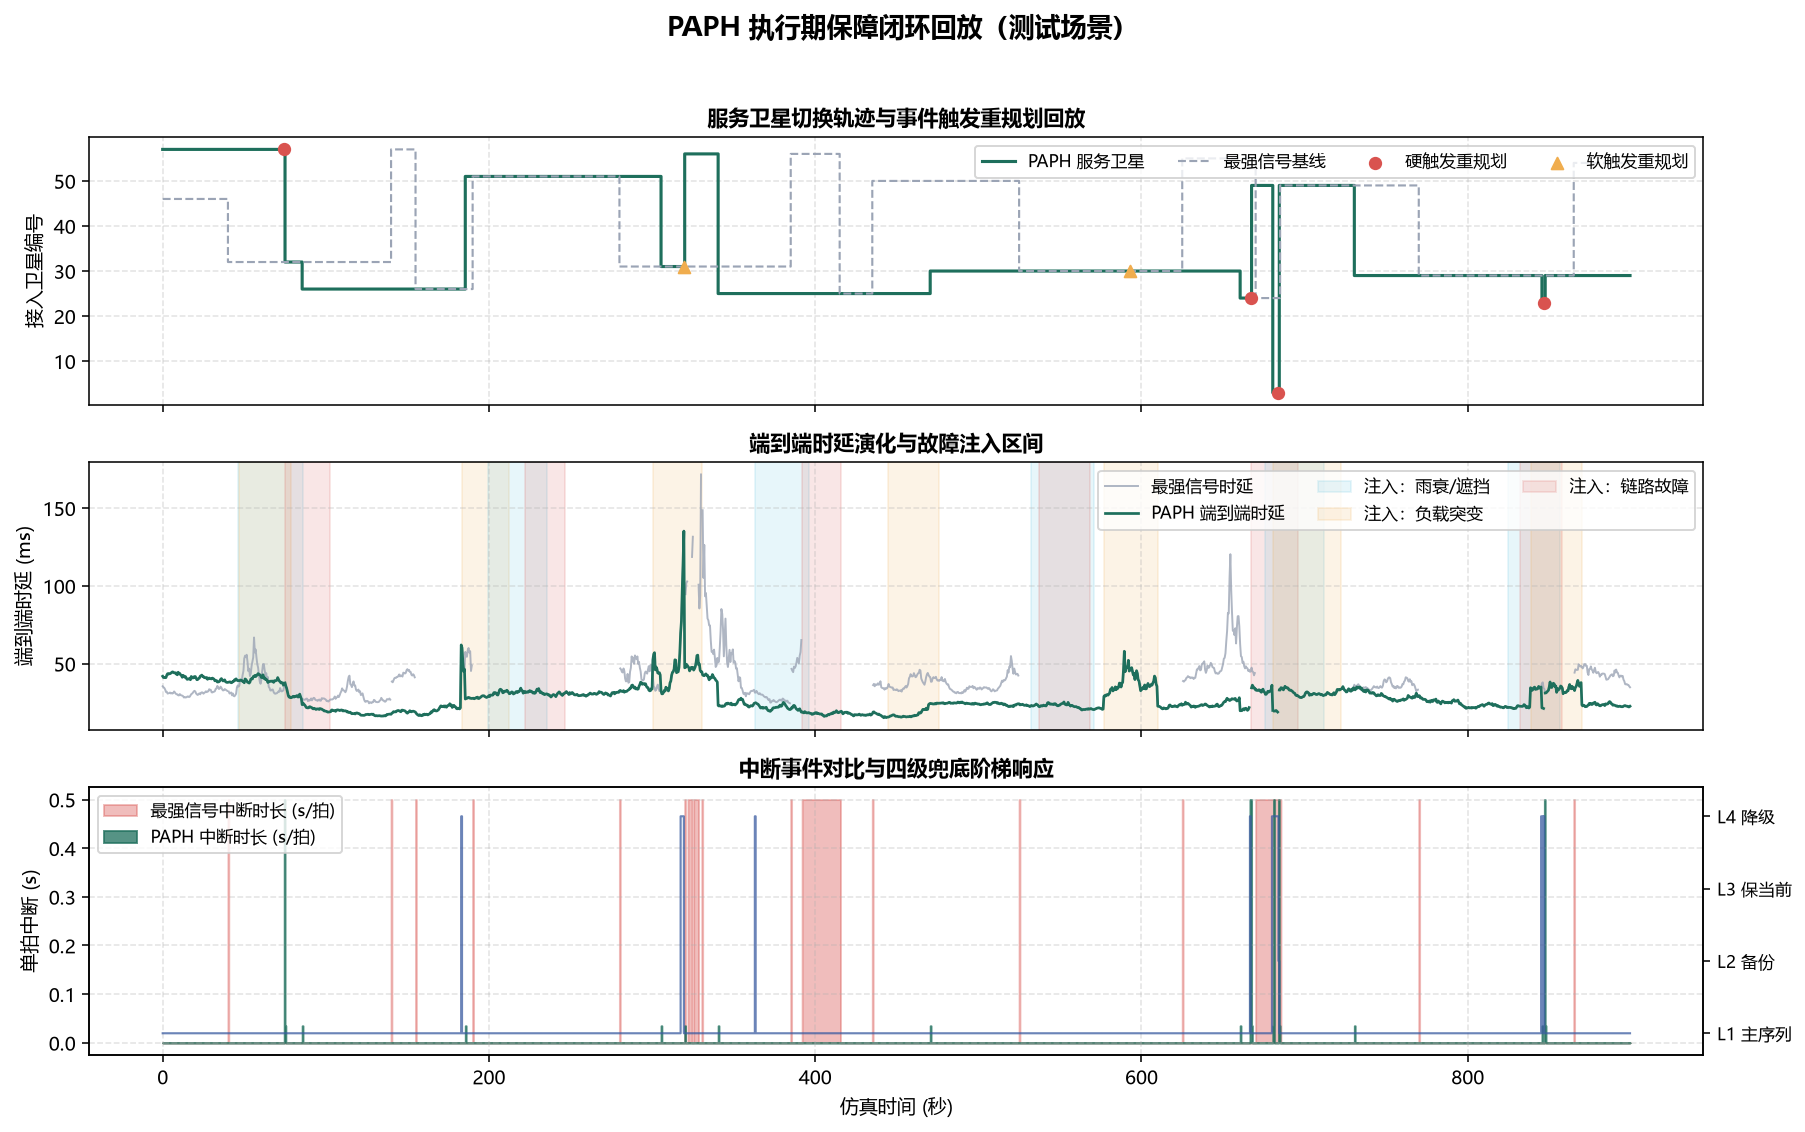 PAPH 执行期保障闭环回放（测试场景）
服务卫星切换轨迹与事件触发重规划回放
PAPH 服务卫星
最强信号基线
硬触发重规划
软触发重规划
接入卫星编号
50
40
30
20
10
端到端时延演化与故障注入区间
最强信号时延
PAPH 端到端时延
注入：雨衰/遮挡
注入：负载突变
注入：链路故障
端到端时延 (ms)
150
100
50
中断事件对比与四级兜底阶梯响应
最强信号中断时长 (s/拍)
PAPH 中断时长 (s/拍)
单拍中断 (s)
0.5
0.4
0.3
0.2
0.1
0.0
L4 降级
L3 保当前
L2 备份
L1 主序列
0
200
400
600
800
仿真时间 (秒)